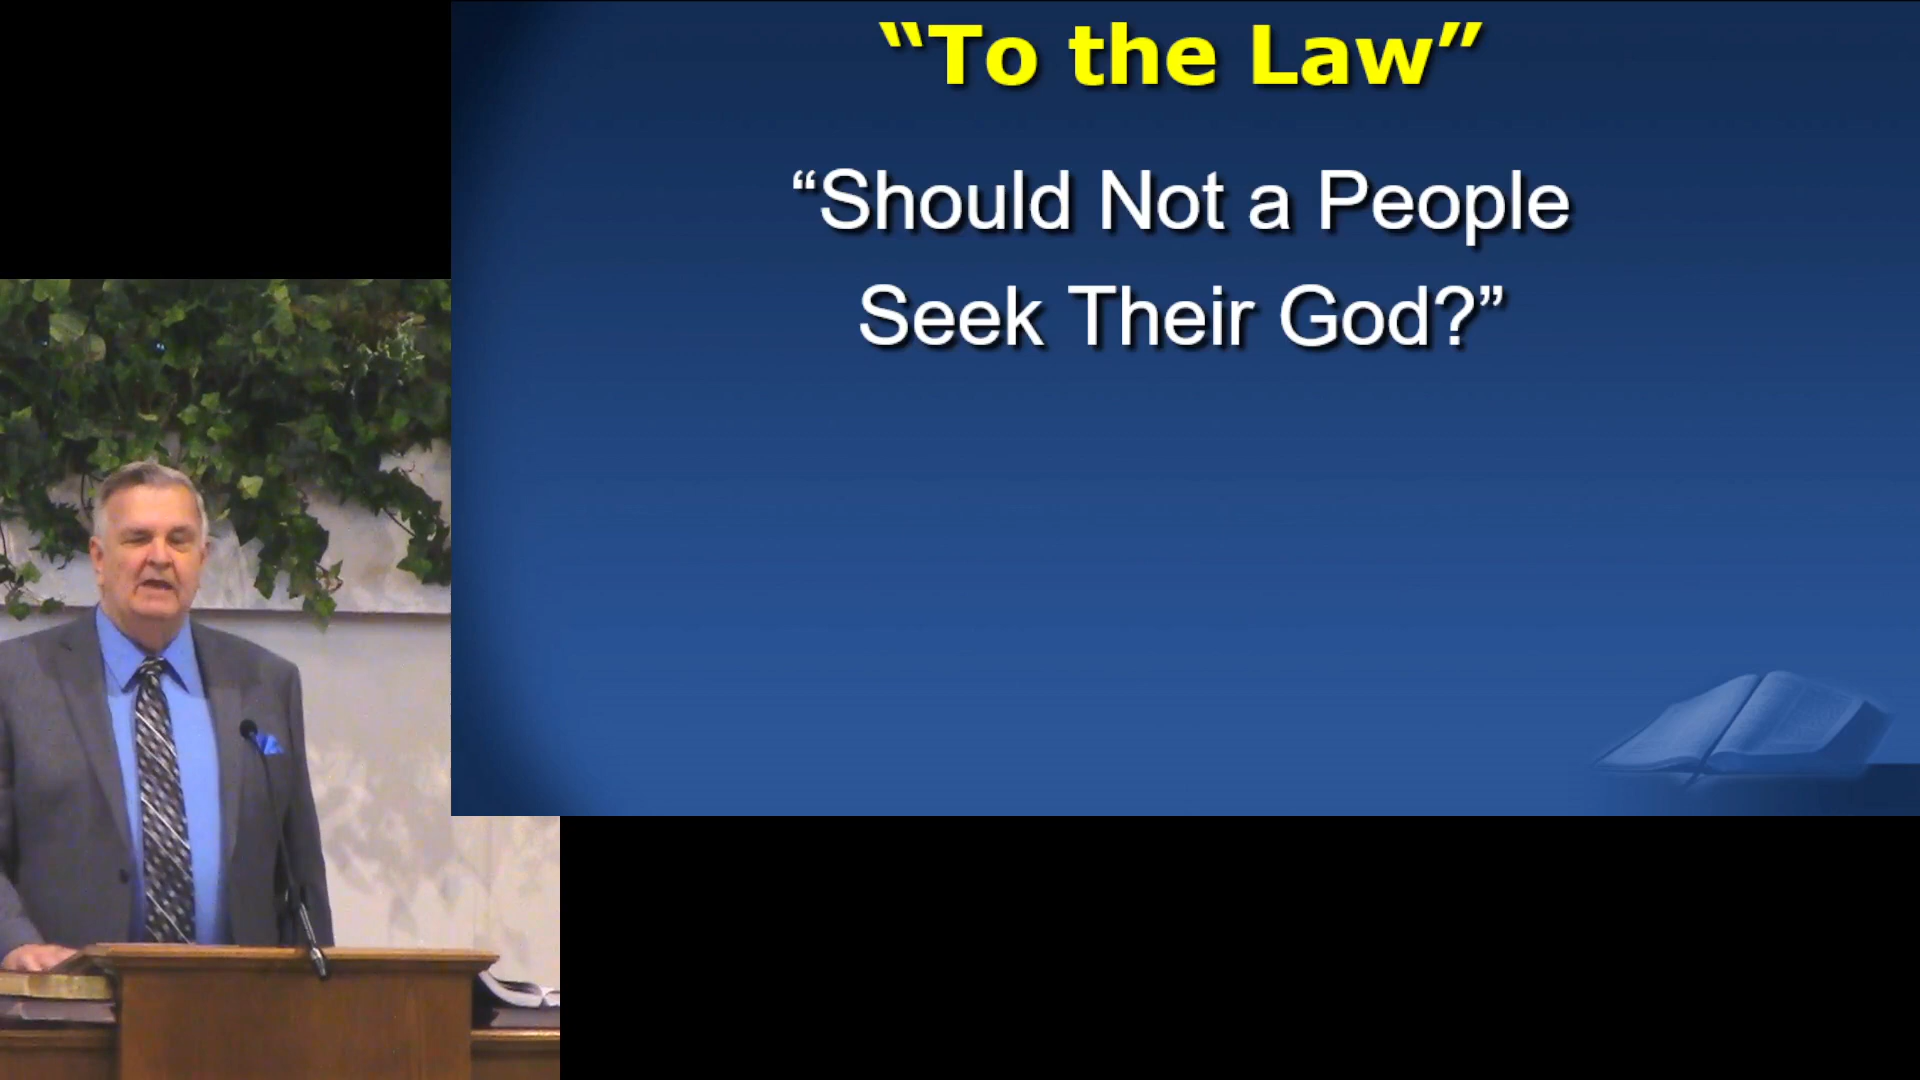 “To the Law”
“Should Not a People
Seek Their God?”